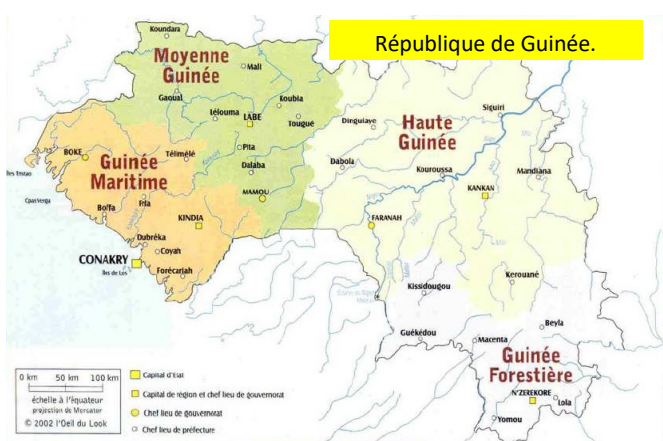 République de Guinée.
Koundara
Moyenne
Guinée
Mali
Gaoual
Koubia
Lélouma
LABE
Tougué
Pita
Dalaba
MAMOU
Siguiri
Dinguiaye
Haute
Guinée
Dabola
Kouroussa
Mandiana
KANKAN
FARANAH
BOKE
Guinée
Maritime
Télimélé
Boffa
Fria
KINDIA
Dubréka
Coyah
CONAKRY
Îles de Los
Forécariah
Kissidougou
Kerouané
Guékédou
Macenta
Beyla
Guinée
Forestière
N'ZEREKORE
Lola
Yomou
0 km 50 km 100 km
échelle à l'équateur
projection de Mercator
© 2002 l'Oeil du Look
Capital d'Etat
Capital de région et chef lieu de gouvernorat
Chef lieu de gouvernorat
Chef lieu de préfecture